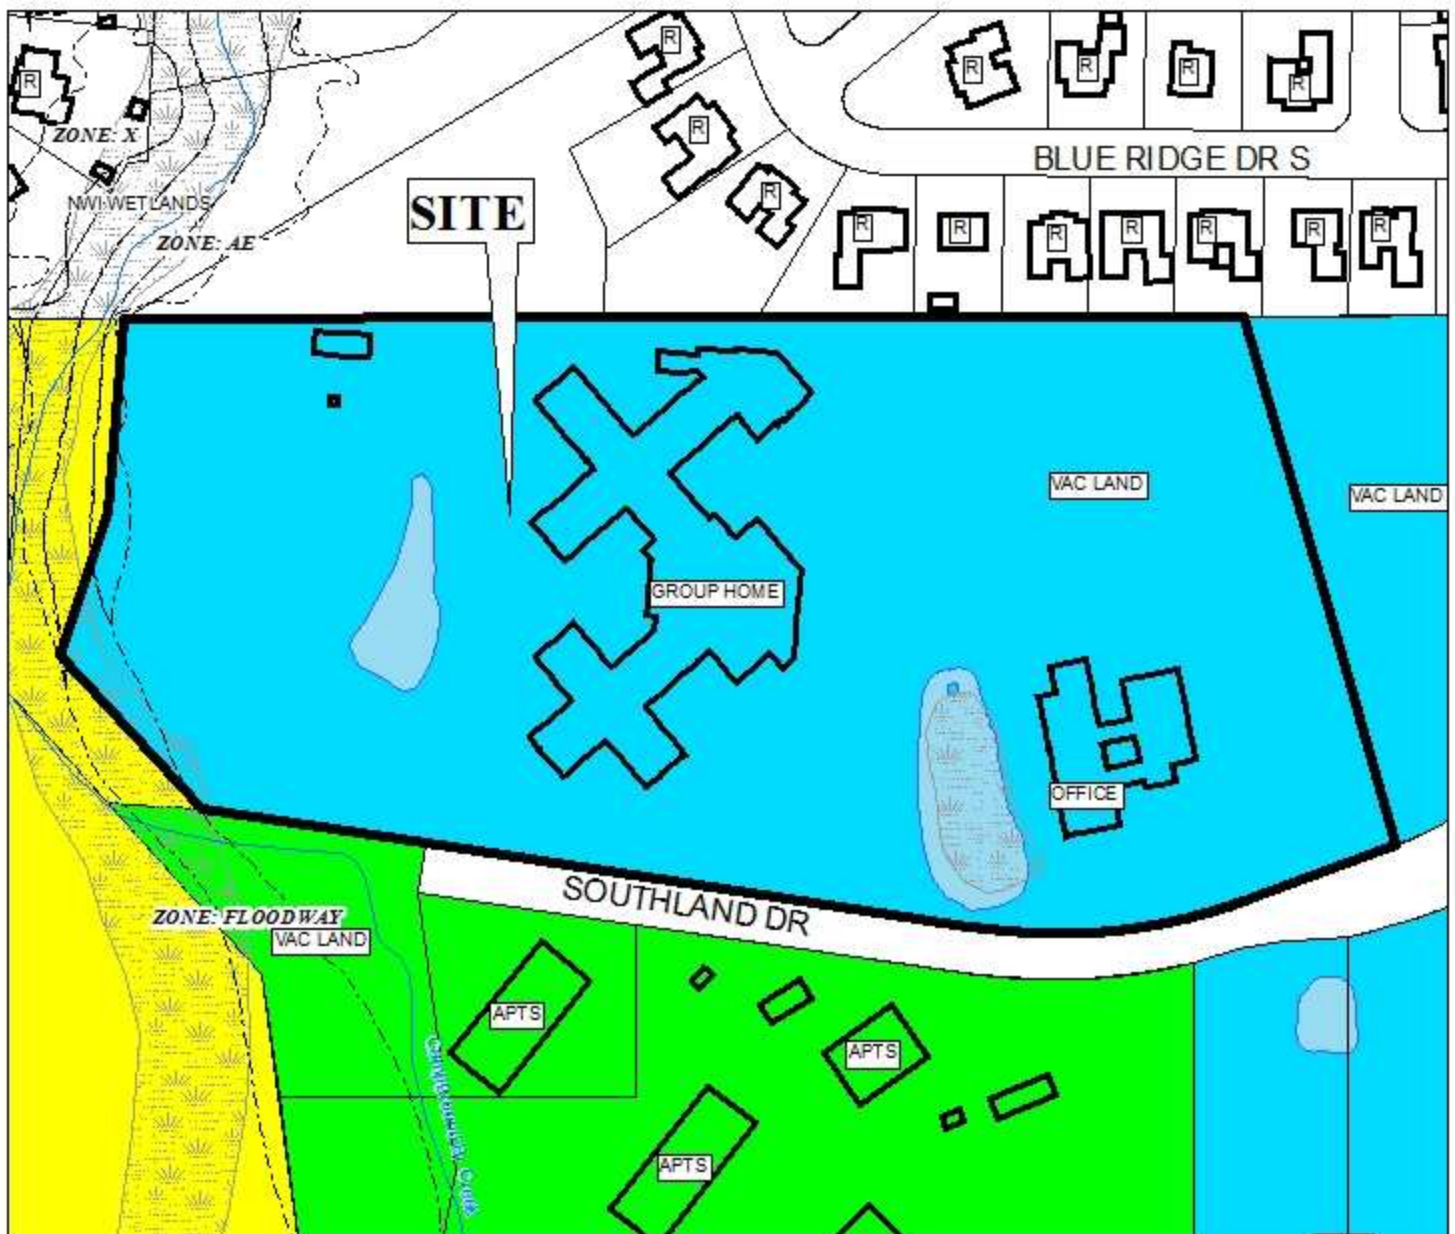 R
R
R
R
R
R
R
ZONE: X
R
BLUE RIDGE DR S
R
NWI WETLANDS
SITE
R
R
R
R
R
R
R
ZONE: AE
VAC LAND
VAC LAND
GROUP HOME
OFFICE
SOUTHLAND DR
ZONE: FLOODWAY
VAC LAND
APTS
APTS
Creek
APTS